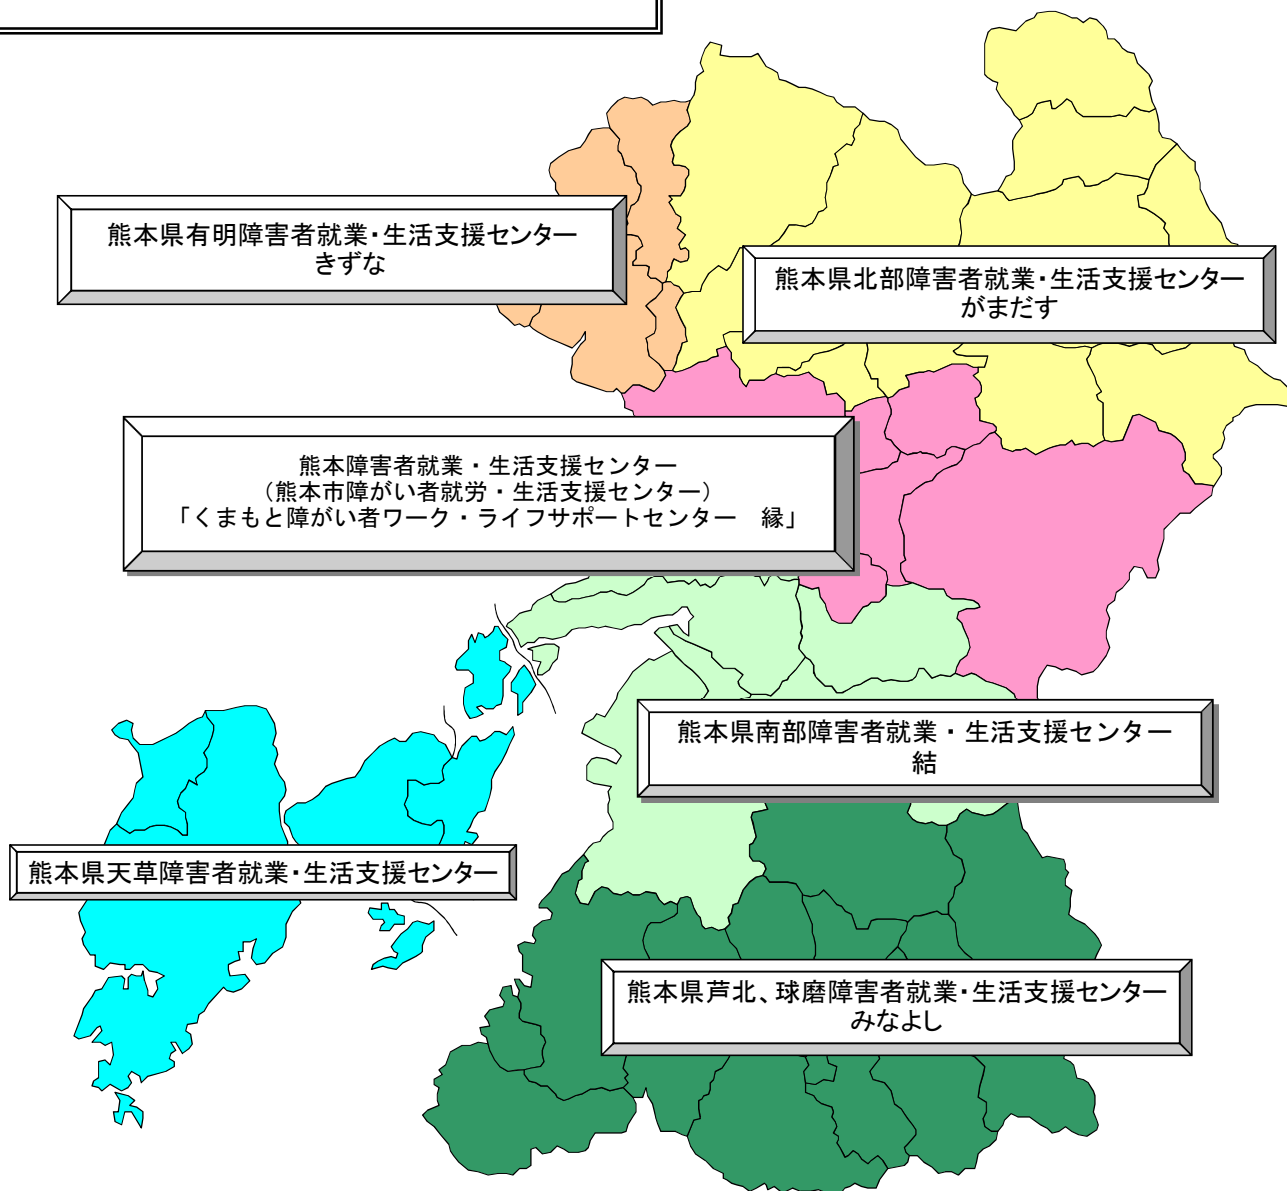 熊本県有明障害者就業・生活支援センター
きずな
熊本県北部障害者就業・生活支援センター
がまだす
熊本障害者就業・生活支援センター
（熊本市障がい者就労・生活支援センター）
「くまもと障がい者ワーク・ライフサポートセンター　縁」
熊本県南部障害者就業・生活支援センター
結
熊本県天草障害者就業・生活支援センター
熊本県芦北、球磨障害者就業・生活支援センター
みなよし